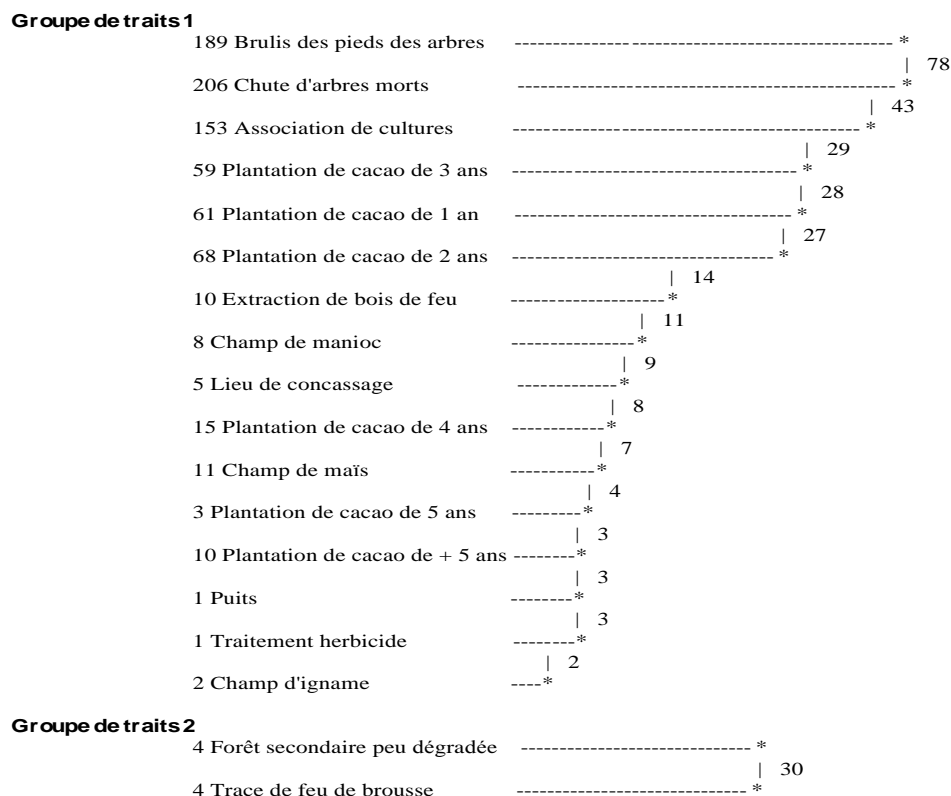 Groupe de traits 1
189 Brulis des pieds des arbres ------------------------------------------------- *
| 78
206 Chute d'arbres morts ------------------------------------------------- *
| 43
153 Association de cultures --------------------------------------------- *
| 29
59 Plantation de cacao de 3 ans ------------------------------------- *
| 28
61 Plantation de cacao de 1 an ------------------------------------ *
| 27
68 Plantation de cacao de 2 ans ---------------------------------- *
| 14
10 Extraction de bois de feu --------------------*
| 11
8 Champ de manioc ----------------*
| 9
5 Lieu de concassage -------------*
| 8
15 Plantation de cacao de 4 ans ------------*
| 7
11 Champ de maïs -----------*
| 4
3 Plantation de cacao de 5 ans ---------*
| 3
10 Plantation de cacao de + 5 ans --------*
| 3
1 Puits --------*
| 3
1 Traitement herbicide --------*
| 2
2 Champ d'igname ----*
Groupe de traits 2
4 Forêt secondaire peu dégradée ------------------------------ *
| 30
4 Trace de feu de brousse ------------------------------ *